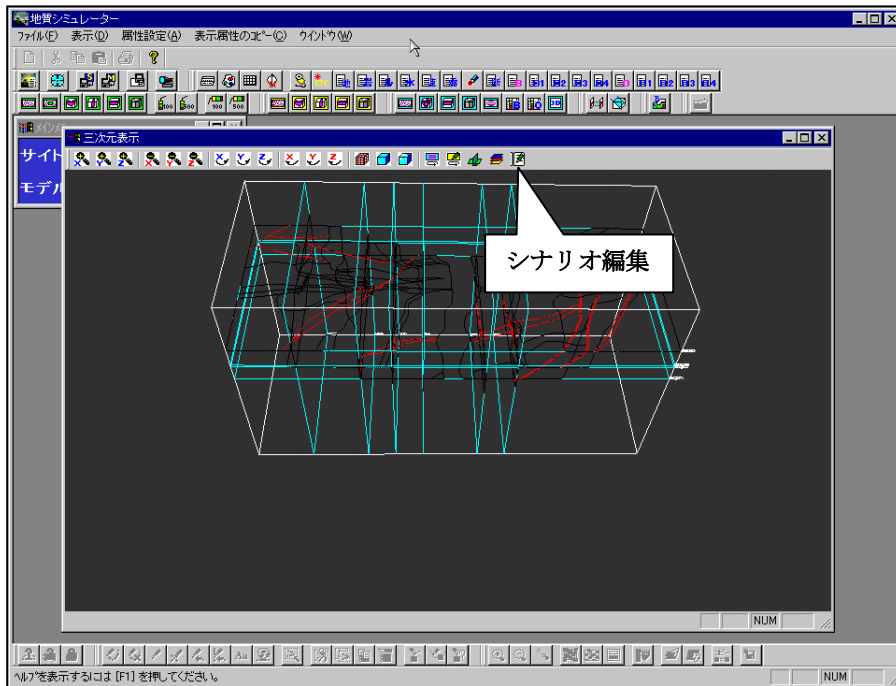 地質シミュレーター
ファイル(F) 表示(D) 属性設定(A) 表示属性のコピー(C) ウインドウ(W)
三次元表示
サイト
モデル
シナリオ編集
NUM
ヘルプを表示するには [F1] を押してください。
NUM